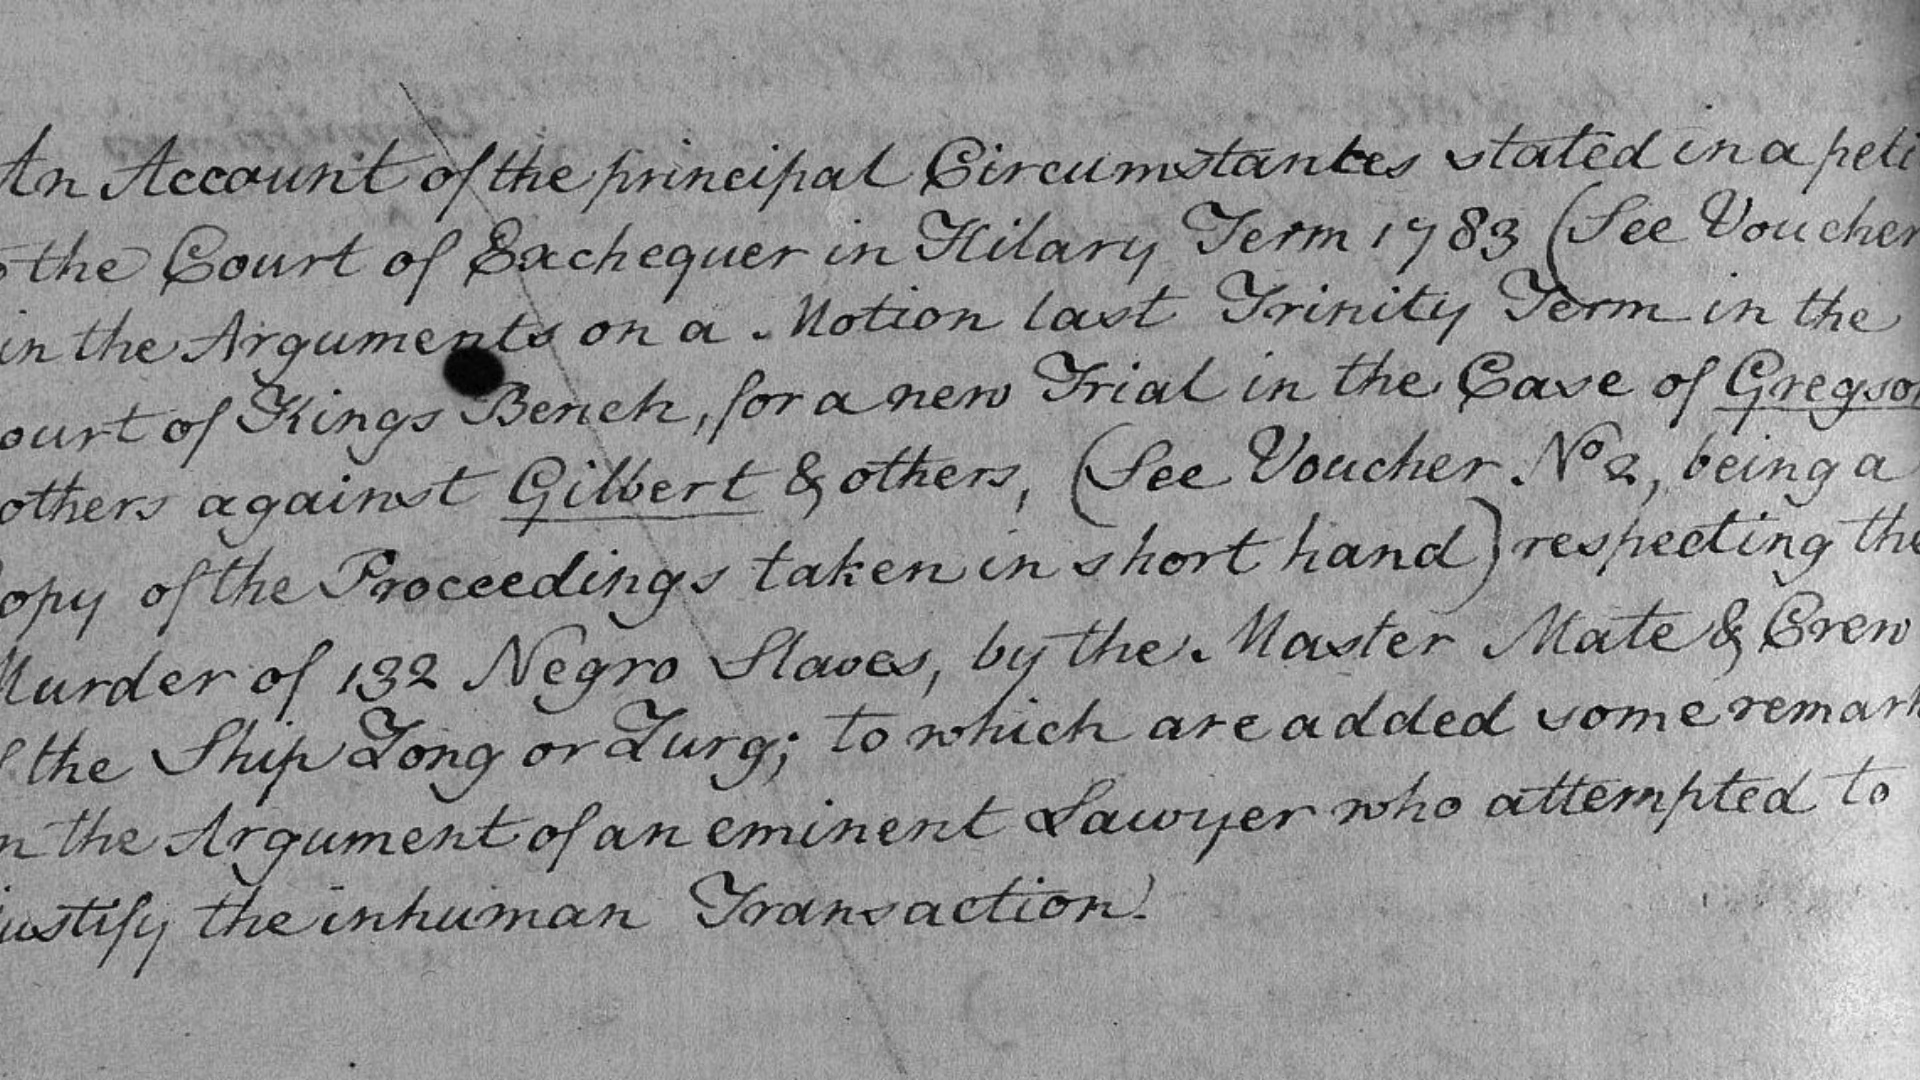 An Account of the principal Circumstances stated in a peti
the Court of Exchequer in Hilary Term 1783 (See Voucher
in the Arguments on a Motion last Trinity Term in the
ourt of Kings Bench, for a new Trial in the Case of Gregson
others against Gilbert & others, (See Voucher No 2, being a
opy of the Proceedings taken in short hand) respecting the
Murder of 132 Negro Slaves, by the Master Mate & Crew
the Ship Zong or Zurg; to which are added some remark
n the Argument of an eminent Lawyer who attempted to
justify the inhuman Transaction.